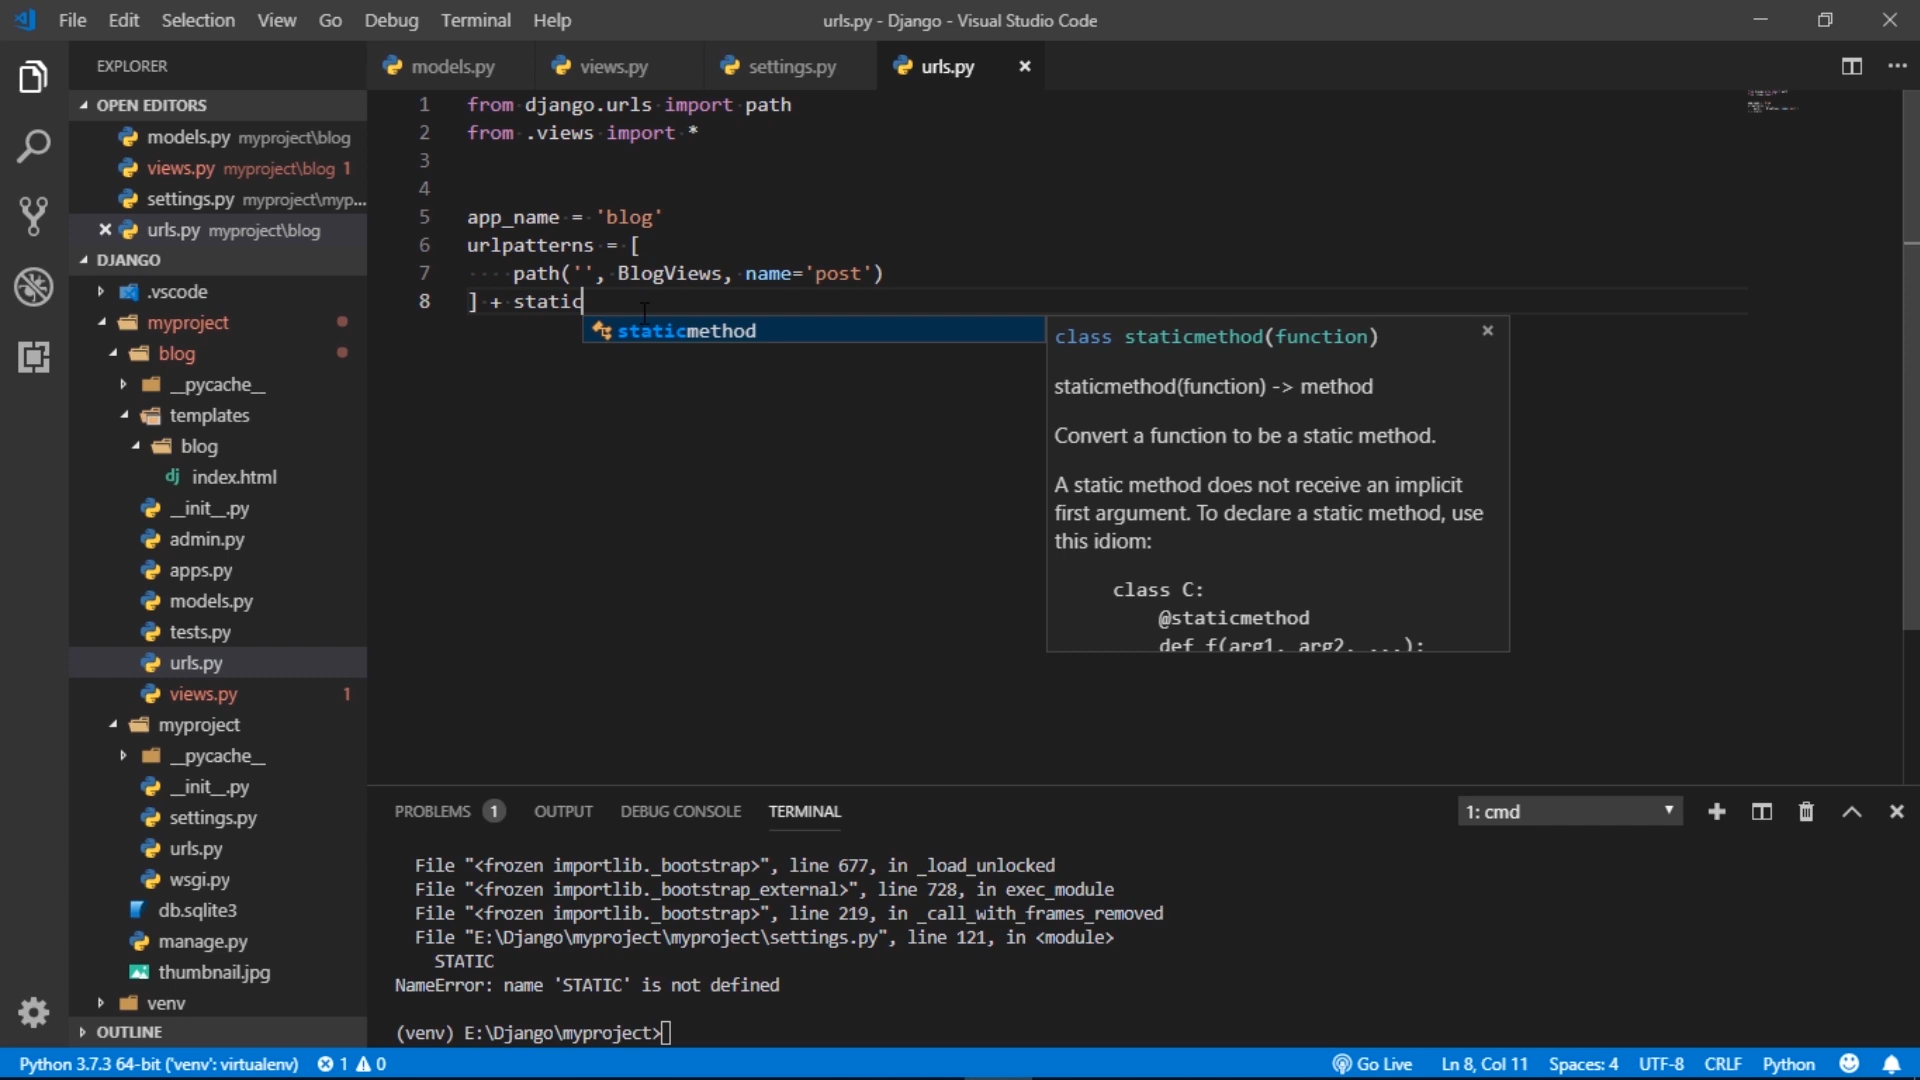 File Edit Selection View Go Debug Terminal Help
urls.py - Django - Visual Studio Code
EXPLORER
OPEN EDITORS
models.py myproject\blog
views.py myproject\blog 1
settings.py myproject\myp...
urls.py myproject\blog
DJANGO
.vscode
myproject
blog
__pycache__
templates
blog
index.html
__init__.py
admin.py
apps.py
models.py
tests.py
urls.py
views.py 1
myproject
__pycache__
__init__.py
settings.py
urls.py
wsgi.py
db.sqlite3
manage.py
thumbnail.jpg
venv
OUTLINE
models.py views.py settings.py urls.py
1 from django.urls import path
2 from .views import *
3
4
5 app_name = 'blog'
6 urlpatterns = [
7 path('', BlogViews, name='post')
8 ] + static
staticmethod
class staticmethod(function)
staticmethod(function) -> method
Convert a function to be a static method.
A static method does not receive an implicit
first argument. To declare a static method, use
this idiom:
class C:
@staticmethod
def f(arg1, arg2, ...):
PROBLEMS 1 OUTPUT DEBUG CONSOLE TERMINAL
1: cmd
File "<frozen importlib._bootstrap>", line 677, in _load_unlocked
File "<frozen importlib._bootstrap_external>", line 728, in exec_module
File "<frozen importlib._bootstrap>", line 219, in _call_with_frames_removed
File "E:\Django\myproject\myproject\settings.py", line 121, in <module>
STATIC
NameError: name 'STATIC' is not defined
(venv) E:\Django\myproject>
Python 3.7.3 64-bit ('venv': virtualenv) 1 0
Go Live Ln 8, Col 11 Spaces: 4 UTF-8 CRLF Python